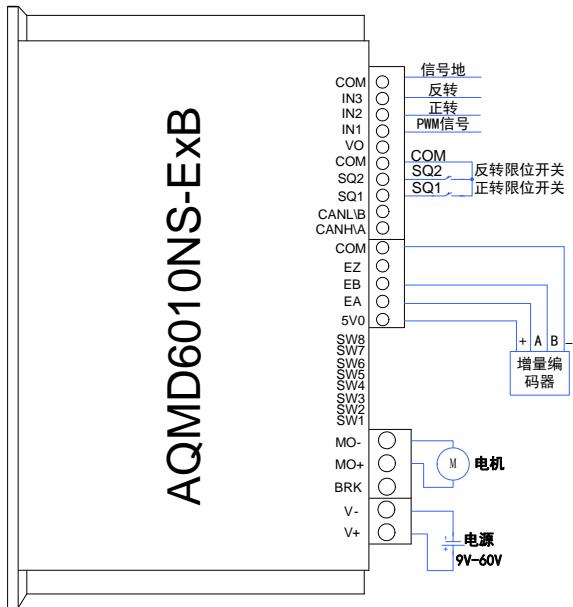 AQMD6010NS-ExB
COM 信号地
IN3 反转
IN2 正转
IN1 PWM信号
VO
COM COM
SQ2 SQ2 反转限位开关
SQ1 SQ1 正转限位开关
CANL\B
CANH\A
COM
EZ
EB
EA
5V0
+ A B -
增量编
码器
SW8
SW7
SW6
SW5
SW4
SW3
SW2
SW1
MO-
MO+
BRK
M 电机
V-
V+
- +
电源
9V-60V